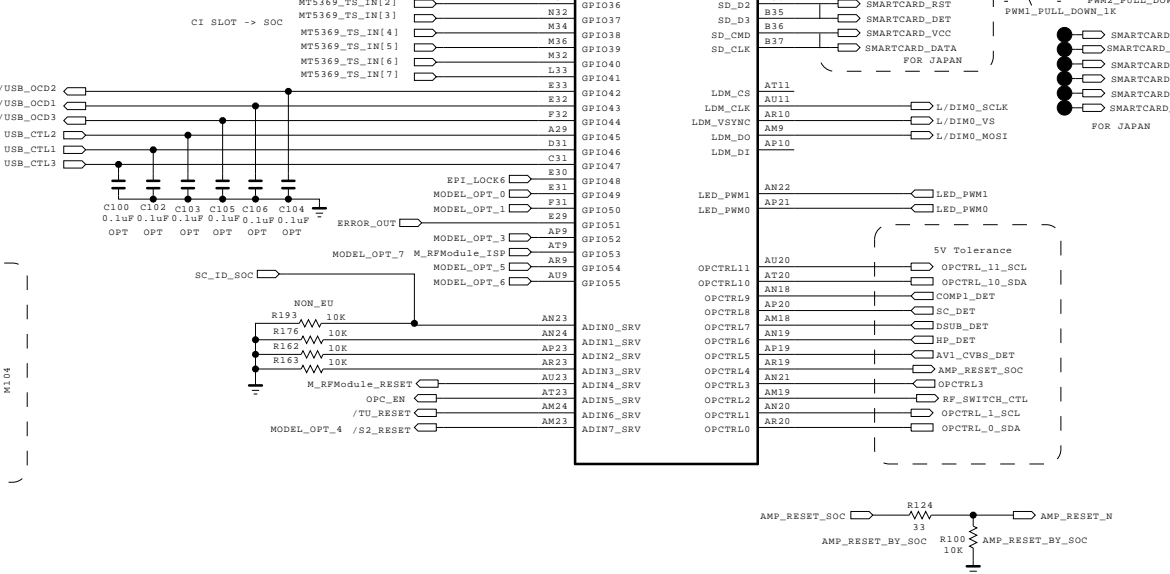 MT5369_TS_IN[2]
CI SLOT -> SOC
MT5369_TS_IN[3]
MT5369_TS_IN[4]
MT5369_TS_IN[5]
MT5369_TS_IN[6]
MT5369_TS_IN[7]
/USB_OCD2
/USB_OCD1
/USB_OCD3
USB_CTL2
USB_CTL1
USB_CTL3
C100 C102 C103 C105 C106 C104
0.1uF 0.1uF 0.1uF 0.1uF 0.1uF 0.1uF
OPT OPT OPT OPT OPT OPT
EPI_LOCK6
MODEL_OPT_0
MODEL_OPT_1
ERROR_OUT
MODEL_OPT_3
MODEL_OPT_7 M_RFModule_ISP
MODEL_OPT_5
MODEL_OPT_6
SC_ID_SOC
NON_EU
R193 10K
R176 10K
R162 10K
R163 10K
M_RFModule_RESET
OPC_EN
/TU_RESET
MODEL_OPT_4 /S2_RESET
M104
GPIO36
N32 GPIO37
M34 GPIO38
M36 GPIO39
M32 GPIO40
L33 GPIO41
E33 GPIO42
E32 GPIO43
F32 GPIO44
A29 GPIO45
D31 GPIO46
C31 GPIO47
E30 GPIO48
E31 GPIO49
F31 GPIO50
E29 GPIO51
AP9 GPIO52
AT9 GPIO53
AR9 GPIO54
AU9 GPIO55
AN23 ADIN0_SRV
AN24 ADIN1_SRV
AP23 ADIN2_SRV
AR23 ADIN3_SRV
AU23 ADIN4_SRV
AT23 ADIN5_SRV
AM24 ADIN6_SRV
AM23 ADIN7_SRV
SD_D2 SMARTCARD_RST
SD_D3 B35 SMARTCARD_DET
SD_CMD B36 SMARTCARD_VCC
SD_CLK B37 SMARTCARD_DATA
FOR JAPAN
LDM_CS AT11
LDM_CLK AU11 L/DIM0_SCLK
LDM_VSYNC AR10 L/DIM0_VS
LDM_DO AM9 L/DIM0_MOSI
LDM_DI AP10
LED_PWM1 AN22 LED_PWM1
LED_PWM0 AP21 LED_PWM0
5V Tolerance
OPCTRL11 AU20 OPCTRL_11_SCL
OPCTRL10 AT20 OPCTRL_10_SDA
OPCTRL9 AN18 COMP1_DET
OPCTRL8 AP20 SC_DET
OPCTRL7 AM18 DSUB_DET
OPCTRL6 AN19 HP_DET
OPCTRL5 AP19 AV1_CVBS_DET
OPCTRL4 AR19 AMP_RESET_SOC
OPCTRL3 AN21 OPCTRL3
OPCTRL2 AM19 RF_SWITCH_CTL
OPCTRL1 AN20 OPCTRL_1_SCL
OPCTRL0 AR20 OPCTRL_0_SDA
PWM1_PULL_DOWN_1K
SMARTCARD
SMARTCARD_
SMARTCARD
SMARTCARD
SMARTCARD
SMARTCARD_
FOR JAPAN
AMP_RESET_SOC
R124
33
AMP_RESET_BY_SOC
AMP_RESET_N
R100
10K
AMP_RESET_BY_SOC